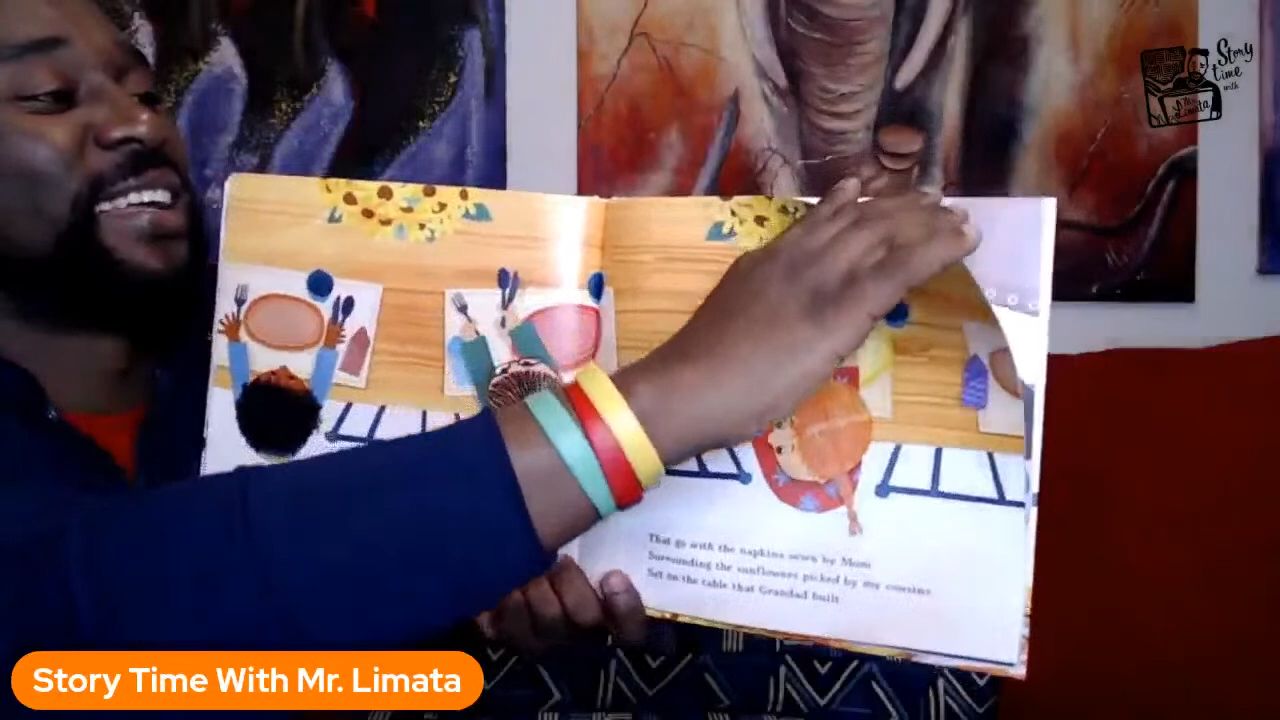 Story
time
with
Mr.
Limata
That go with the napkins sewn by Mom
Surrounding the sunflowers picked by my cousins
Set on the table that Grandad built
Story Time With Mr. Limata